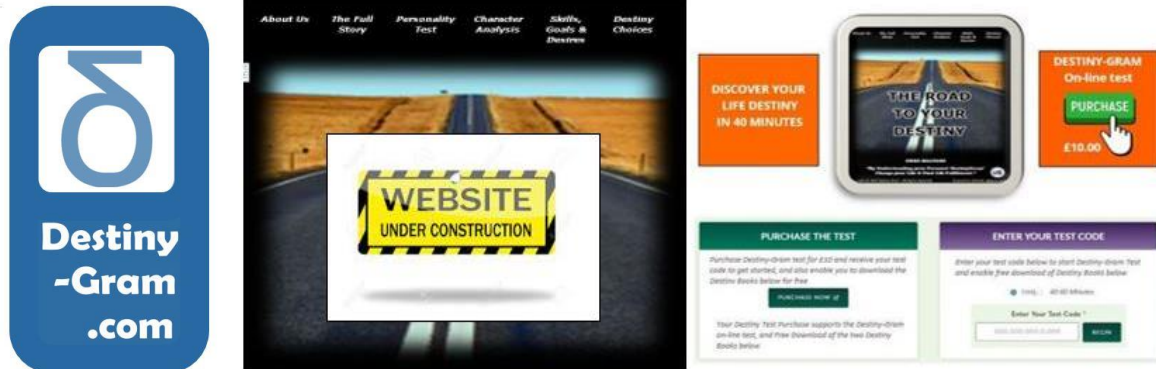 δ
Destiny
-Gram
.com
About Us
The Full
Story
Personality
Test
Character
Analysis
Skills,
Goals &
Desires
Destiny
Choices
WEBSITE
UNDER CONSTRUCTION
DISCOVER YOUR
LIFE DESTINY
IN 40 MINUTES
THE ROAD
TO YOUR
DESTINY
DESTINY-GRAM
On-line test
PURCHASE
£10.00
PURCHASE THE TEST
Purchase Destiny-Gram test for £10 and receive your test
code to get started, and also enable you to download the
Destiny Books below for free
PURCHASE NOW
Your Destiny Test Purchase supports the Destiny-Gram
on-line test, and Free Download of the two Destiny
Books below
ENTER YOUR TEST CODE
Enter your test code below to start Destiny-Gram Test
and enable free download of Destiny Books below
Minutes
Enter Your Test Code *
BEGIN